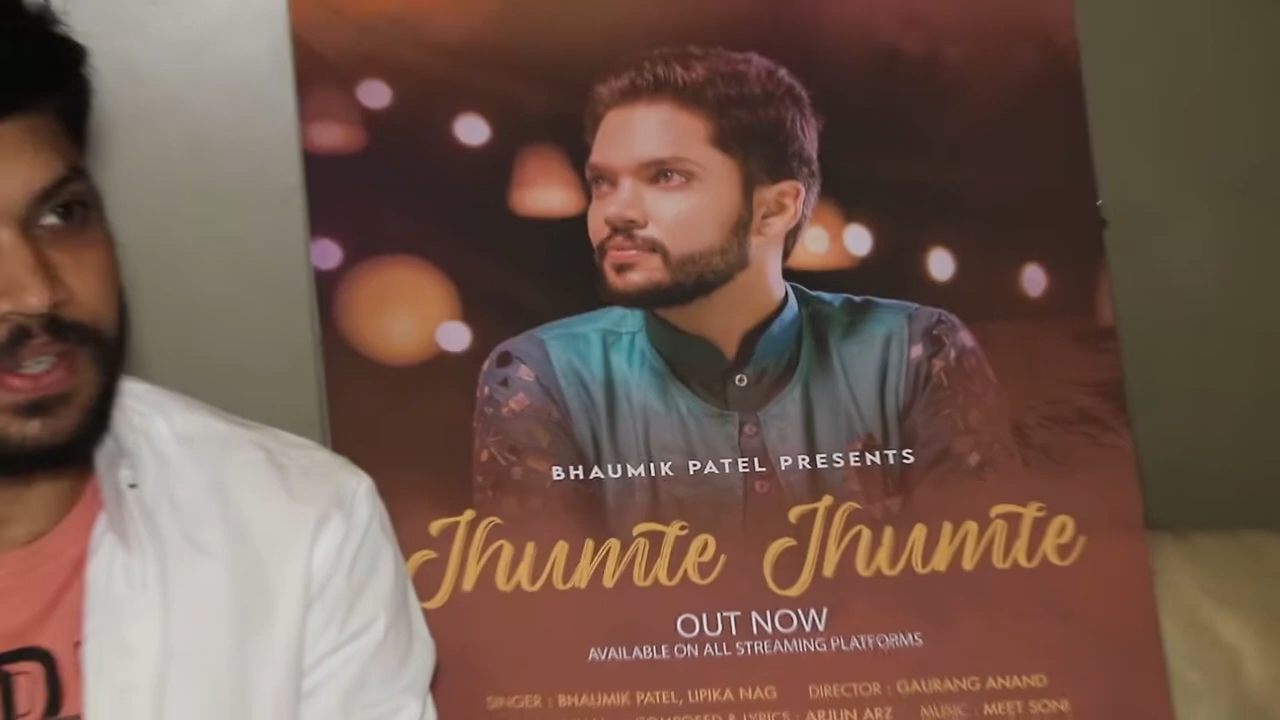 BHAUMIK PATEL PRESENTS
Jhumte Jhumte
OUT NOW
AVAILABLE ON ALL STREAMING PLATFORMS
SINGER : BHAUMIK PATEL, LIPIKA NAG DIRECTOR : GAURANG ANAND
COMPOSED & LYRICS : ARJUN ARZ MUSIC : MEET SONI
D